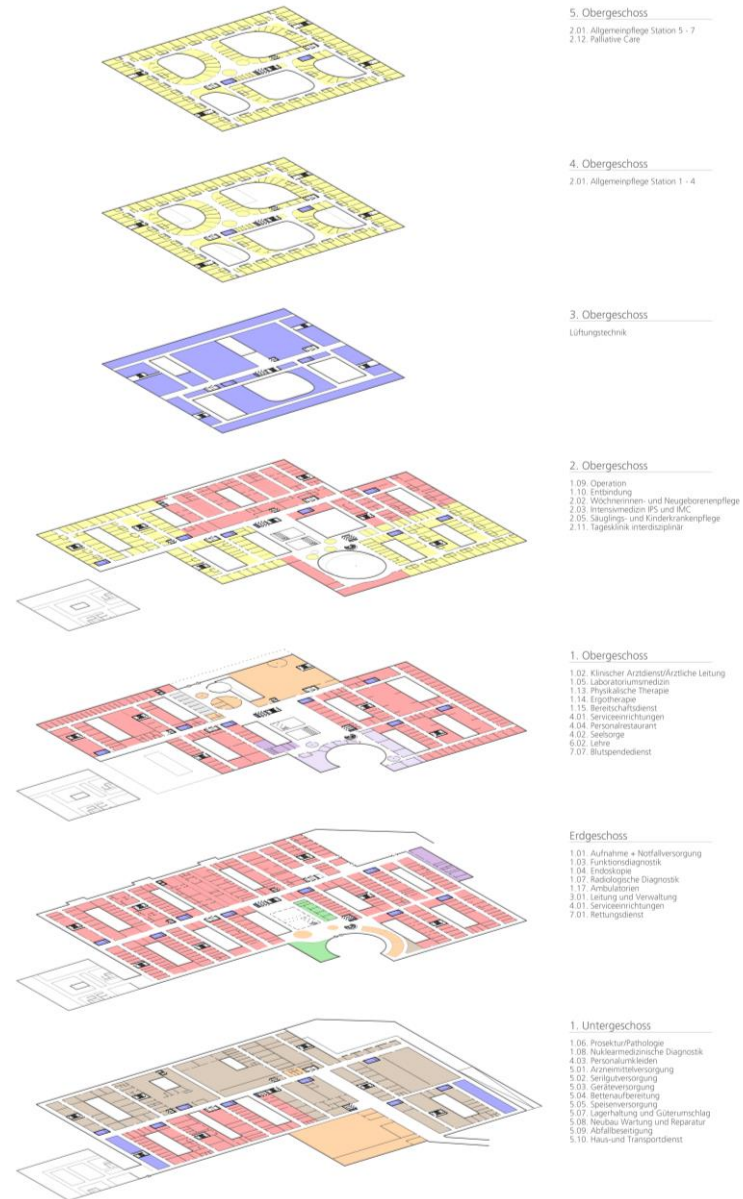 5. Obergeschoss
2.01. Allgemeinpflege Station 5 - 7
2.12. Palliative Care
4. Obergeschoss
2.01. Allgemeinpflege Station 1 - 4
3. Obergeschoss
Lüftungstechnik
2. Obergeschoss
1.09. Operation
1.10. Entbindung
2.02. Wöchnerinnen- und Neugeborenenpflege
2.03. Intensivmedizin IPS und IMC
2.05. Säuglings- und Kinderkrankenpflege
2.11. Tagesklinik interdisziplinär
1. Obergeschoss
1.02. Klinischer Arztdienst/Ärztliche Leitung
1.05. Laboratoriumsmedizin
1.13. Physikalische Therapie
1.14. Ergotherapie
1.15. Bereitschaftsdienst
4.01. Serviceeinrichtungen
4.04. Personalrestaurant
4.02. Seelsorge
6.02. Lehre
7.07. Blutspendedienst
Erdgeschoss
1.01. Aufnahme + Notfallversorgung
1.03. Funktionsdiagnostik
1.04. Endoskopie
1.07. Radiologische Diagnostik
1.17. Ambulatorien
3.01. Leitung und Verwaltung
4.01. Serviceeinrichtungen
7.01. Rettungsdienst
1. Untergeschoss
1.06. Prosektur/Pathologie
1.08. Nuklearmedizinische Diagnostik
4.03. Personalumkleiden
5.01. Arzneimittelversorgung
5.02. Serilgutversorgung
5.03. Geräteversorgung
5.04. Bettenaufbereitung
5.05. Speisenversorgung
5.07. Lagerhaltung und Güterumschlag
5.08. Neubau Wartung und Reparatur
5.09. Abfallbeseitigung
5.10. Haus-und Transportdienst